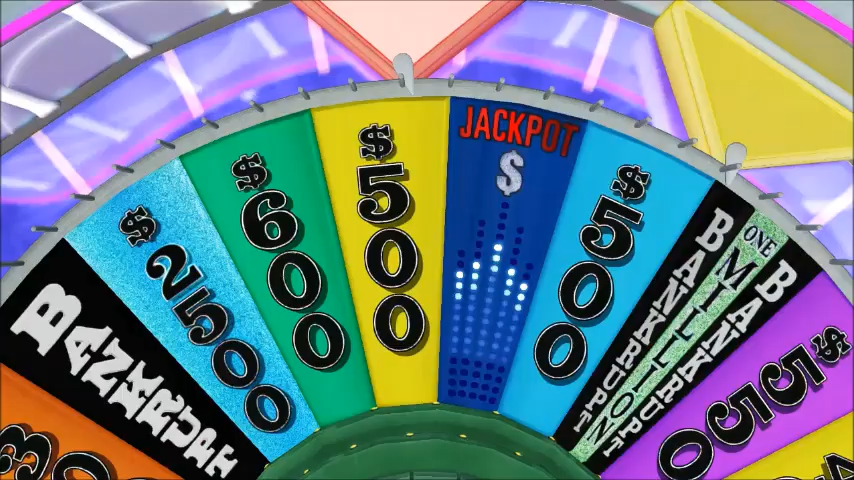 BANKRUPT
$2500
$600
$500
JACKPOT
$
$500
BANKRUPT
ONE MILLION
BANKRUPT
$550